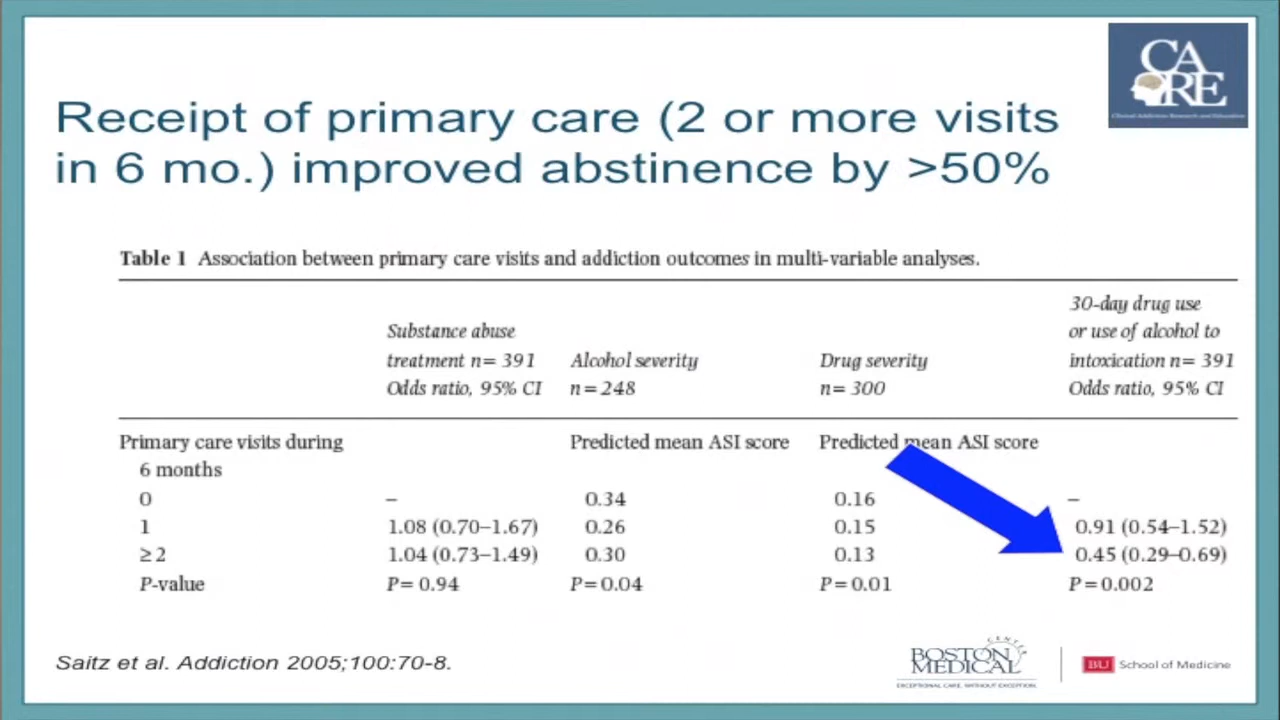 CARE
Clinical Addiction Research and Education
Receipt of primary care (2 or more visits
in 6 mo.) improved abstinence by >50%
Table 1 Association between primary care visits and addiction outcomes in multi-variable analyses.
Substance abuse
treatment n= 391
Odds ratio, 95% CI
Alcohol severity
n = 248
Drug severity
n= 300
30-day drug use
or use of alcohol to
intoxication n= 391
Odds ratio, 95% CI
Primary care visits during
6 months
Predicted mean ASI score
Predicted mean ASI score
0 – 0.34 0.16 –
1 1.08 (0.70–1.67) 0.26 0.15 0.91 (0.54–1.52)
≥ 2 1.04 (0.73–1.49) 0.30 0.13 0.45 (0.29–0.69)
P-value P= 0.94 P= 0.04 P= 0.01 P= 0.002
Saitz et al. Addiction 2005;100:70-8.
BOSTON
MEDICAL
CENTER
EXCEPTIONAL CARE. WITHOUT EXCEPTION.
BU School of Medicine